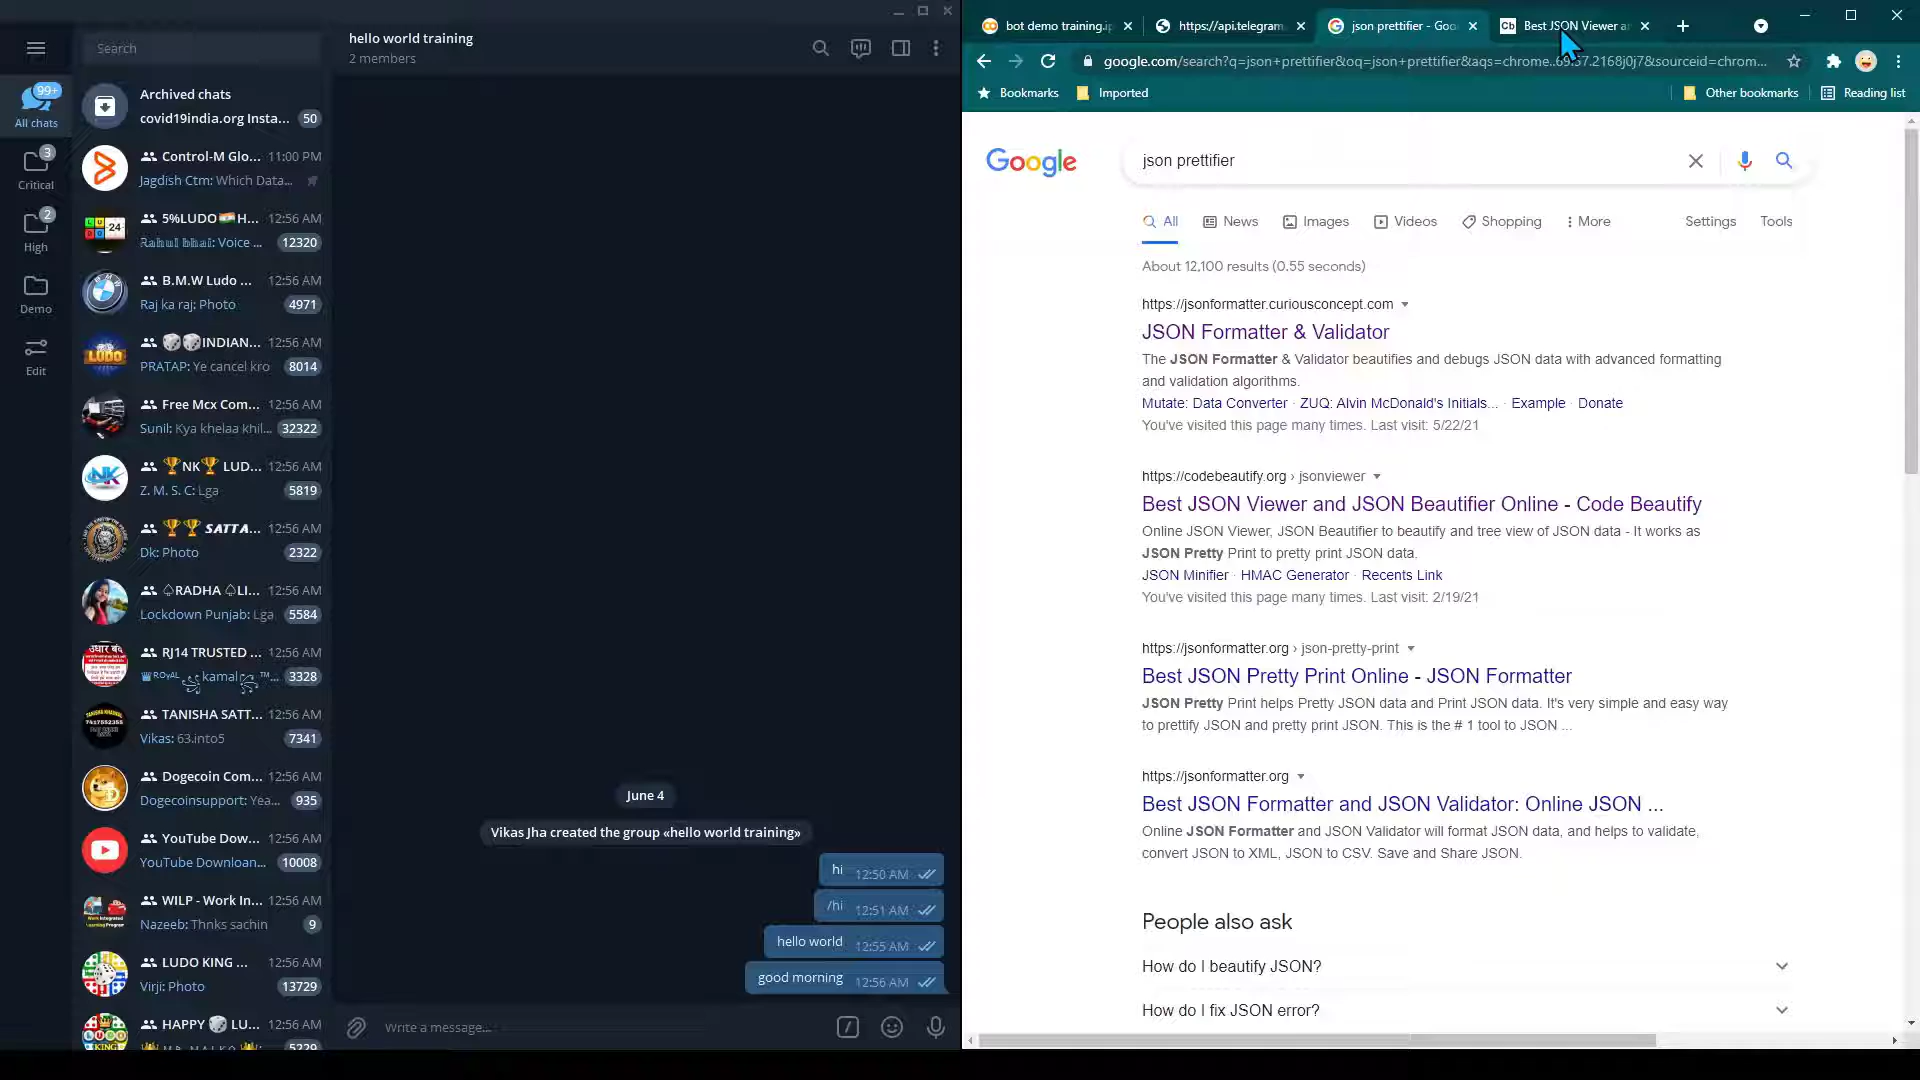 Search
99+
All chats
3
Critical
2
High
Demo
Edit
Archived chats
covid19india.org Insta... 50
Control-M Glo... 11:00 PM
Jagdish Ctm: Which Data...
5%LUDO🇮🇳H... 12:56 AM
Rahul bhai: Voice ... 12320
B.M.W Ludo ... 12:56 AM
Raj ka raj: Photo 4971
🎲🎲INDIAN... 12:56 AM
PRATAP: Ye cancel kro 8014
Free Mcx Com... 12:56 AM
Sunil: Kya khelaa khil... 32322
🏆NK🏆 LUD... 12:56 AM
Z. M. S. C: Lga 5819
🏆🏆 SATTA... 12:56 AM
Dk: Photo 2322
♤RADHA ♤LI... 12:56 AM
Lockdown Punjab: Lga 5584
RJ14 TRUSTED ... 12:56 AM
kamal 3328
TANISHA SATT... 12:56 AM
Vikas: 63.into5 7341
Dogecoin Com... 12:56 AM
Dogecoinsupport: Yea... 935
YouTube Dow... 12:56 AM
YouTube Downloan... 10008
WILP - Work In... 12:56 AM
Nazeeb: Thnks sachin 9
LUDO KING ... 12:56 AM
Virji: Photo 13729
HAPPY 🎲 LU... 12:56 AM
5229
hello world training
2 members
June 4
Vikas Jha created the group «hello world training»
hi 12:50 AM
/hi 12:51 AM
hello world 12:55 AM
good morning 12:56 AM
Write a message...
bot demo training.ip
https://api.telegram.
json prettifier - Goo
Cb Best JSON Viewer a
google.com/search?q=json+prettifier&oq=json+prettifier&aqs=chrome..69i57.2168j0j7&sourceid=chrom...
Bookmarks Imported Other bookmarks Reading list
Google
json prettifier
All News Images Videos Shopping More Settings Tools
About 12,100 results (0.55 seconds)
https://jsonformatter.curiousconcept.com
JSON Formatter & Validator
The JSON Formatter & Validator beautifies and debugs JSON data with advanced formatting
and validation algorithms.
Mutate: Data Converter · ZUQ: Alvin McDonald's Initials... · Example · Donate
You've visited this page many times. Last visit: 5/22/21
https://codebeautify.org › jsonviewer
Best JSON Viewer and JSON Beautifier Online - Code Beautify
Online JSON Viewer, JSON Beautifier to beautify and tree view of JSON data - It works as
JSON Pretty Print to pretty print JSON data.
JSON Minifier · HMAC Generator · Recents Link
You've visited this page many times. Last visit: 2/19/21
https://jsonformatter.org › json-pretty-print
Best JSON Pretty Print Online - JSON Formatter
JSON Pretty Print helps Pretty JSON data and Print JSON data. It's very simple and easy way
to prettify JSON and pretty print JSON. This is the # 1 tool to JSON ...
https://jsonformatter.org
Best JSON Formatter and JSON Validator: Online JSON ...
Online JSON Formatter and JSON Validator will format JSON data, and helps to validate,
convert JSON to XML, JSON to CSV. Save and Share JSON.
People also ask
How do I beautify JSON?
How do I fix JSON error?